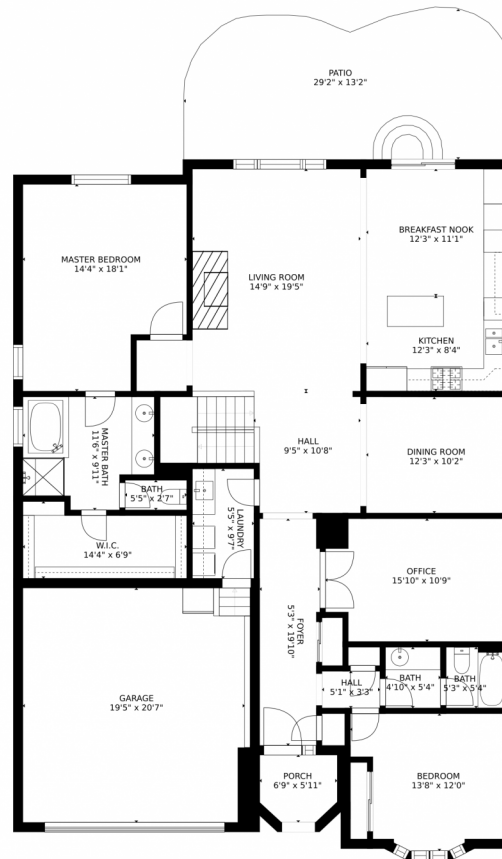 PATIO
29'2" x 13'2"
BREAKFAST NOOK
12'3" x 11'1"
MASTER BEDROOM
14'4" x 18'1"
LIVING ROOM
14'9" x 19'5"
KITCHEN
12'3" x 8'4"
MASTER BATH
11'6" x 9'11"
HALL
9'5" x 10'8"
DINING ROOM
12'3" x 10'2"
BATH
5'5" x 2'7"
LAUNDRY
5'5" x 9'7"
W.I.C.
14'4" x 6'9"
OFFICE
15'10" x 10'9"
FOYER
5'3" x 19'10"
HALL
5'1" x 3'3"
BATH
4'10" x 5'4"
BATH
5'3" x 5'4"
GARAGE
19'5" x 20'7"
PORCH
6'9" x 5'11"
BEDROOM
13'8" x 12'0"